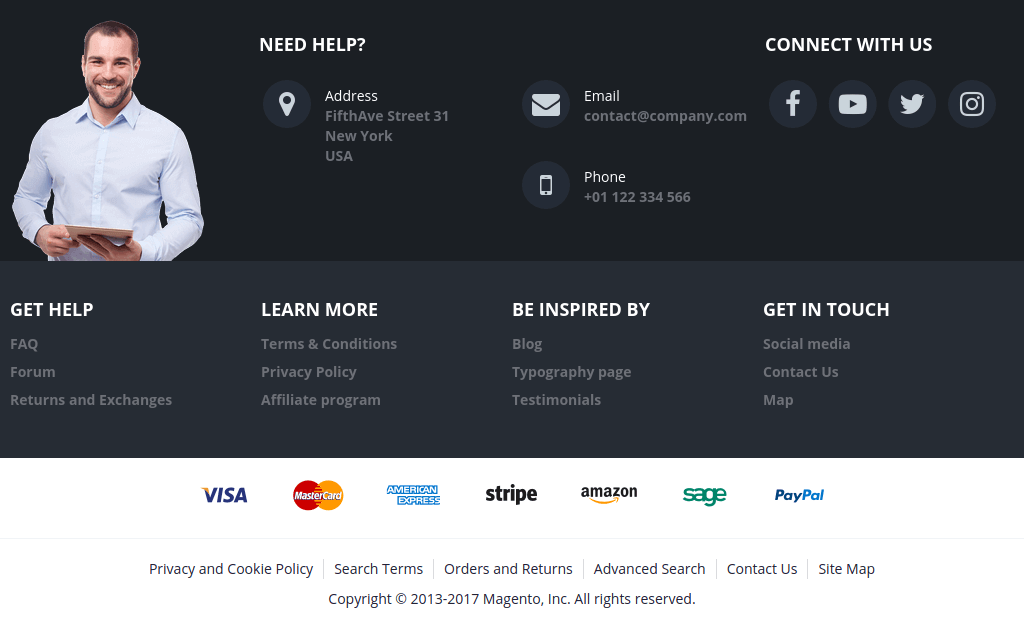 NEED HELP?
Address
FifthAve Street 31
New York
USA
Email
contact@company.com
Phone
+01 122 334 566
CONNECT WITH US
GET HELP
FAQ
Forum
Returns and Exchanges
LEARN MORE
Terms & Conditions
Privacy Policy
Affiliate program
BE INSPIRED BY
Blog
Typography page
Testimonials
GET IN TOUCH
Social media
Contact Us
Map
VISA
MasterCard
AMERICAN
EXPRESS
stripe
amazon
sage
PayPal
Privacy and Cookie Policy
Search Terms
Orders and Returns
Advanced Search
Contact Us
Site Map
Copyright © 2013-2017 Magento, Inc. All rights reserved.